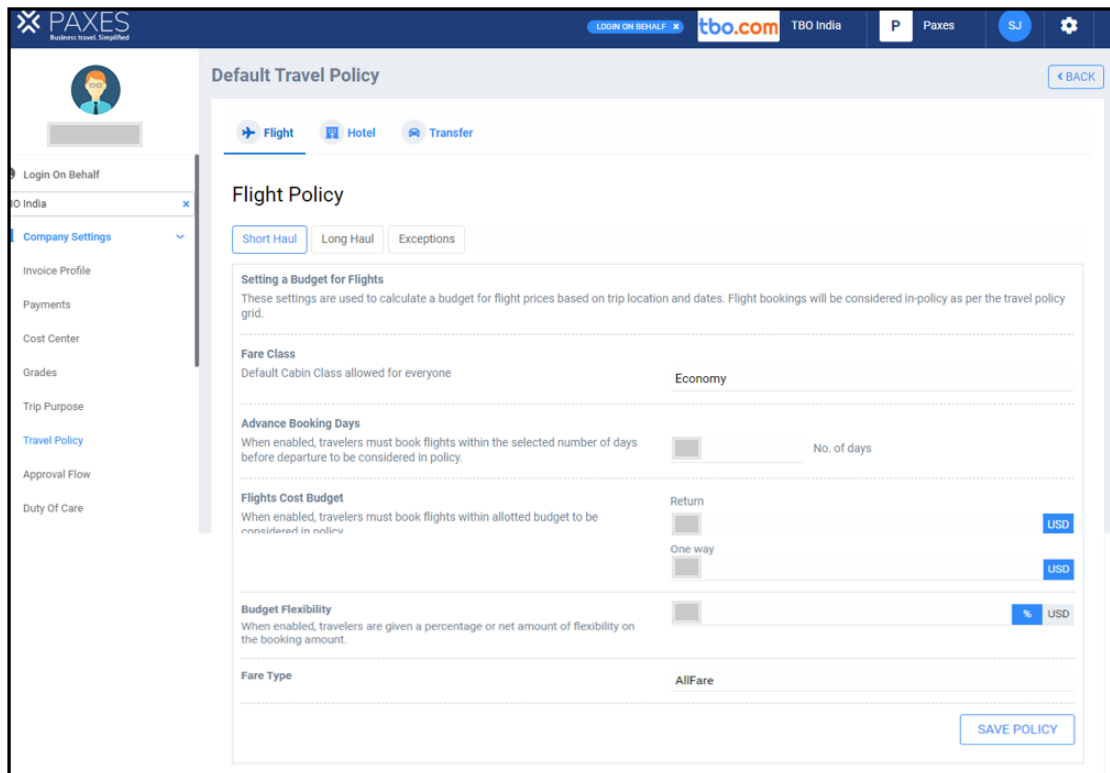 PAXES
Business travel. Simplified
LOGIN ON BEHALF ×
tbo.com
TBO India
P
Paxes
SJ
Default Travel Policy
BACK
Flight
Hotel
Transfer
Login On Behalf
O India ×
Company Settings
Invoice Profile
Payments
Cost Center
Grades
Trip Purpose
Travel Policy
Approval Flow
Duty Of Care
Flight Policy
Short Haul
Long Haul
Exceptions
Setting a Budget for Flights
These settings are used to calculate a budget for flight prices based on trip location and dates. Flight bookings will be considered in-policy as per the travel policy
grid.
Fare Class
Default Cabin Class allowed for everyone
Economy
Advance Booking Days
When enabled, travelers must book flights within the selected number of days
before departure to be considered in policy.
No. of days
Flights Cost Budget
When enabled, travelers must book flights within allotted budget to be
considered in policy
Return
USD
One way
USD
Budget Flexibility
When enabled, travelers are given a percentage or net amount of flexibility on
the booking amount.
% USD
Fare Type
AllFare
SAVE POLICY